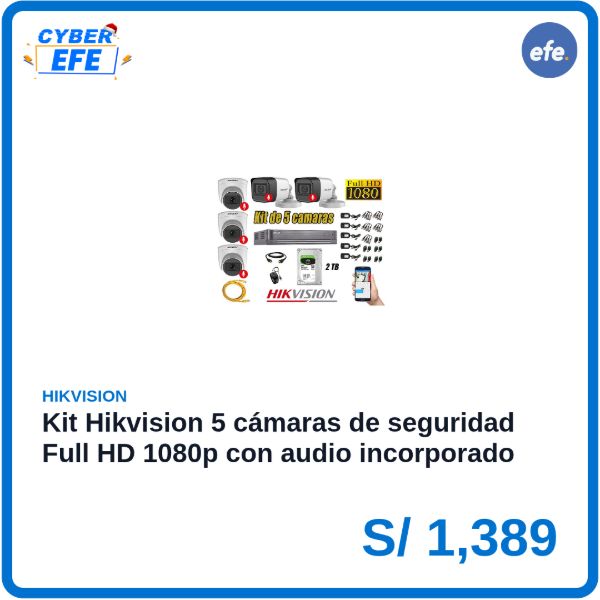 CYBER
EFE
efe.
Full HD
1080
Kit de 5 camaras
2 TB
HIKVISION
HIKVISION
Kit Hikvision 5 cámaras de seguridad
Full HD 1080p con audio incorporado
S/ 1,389